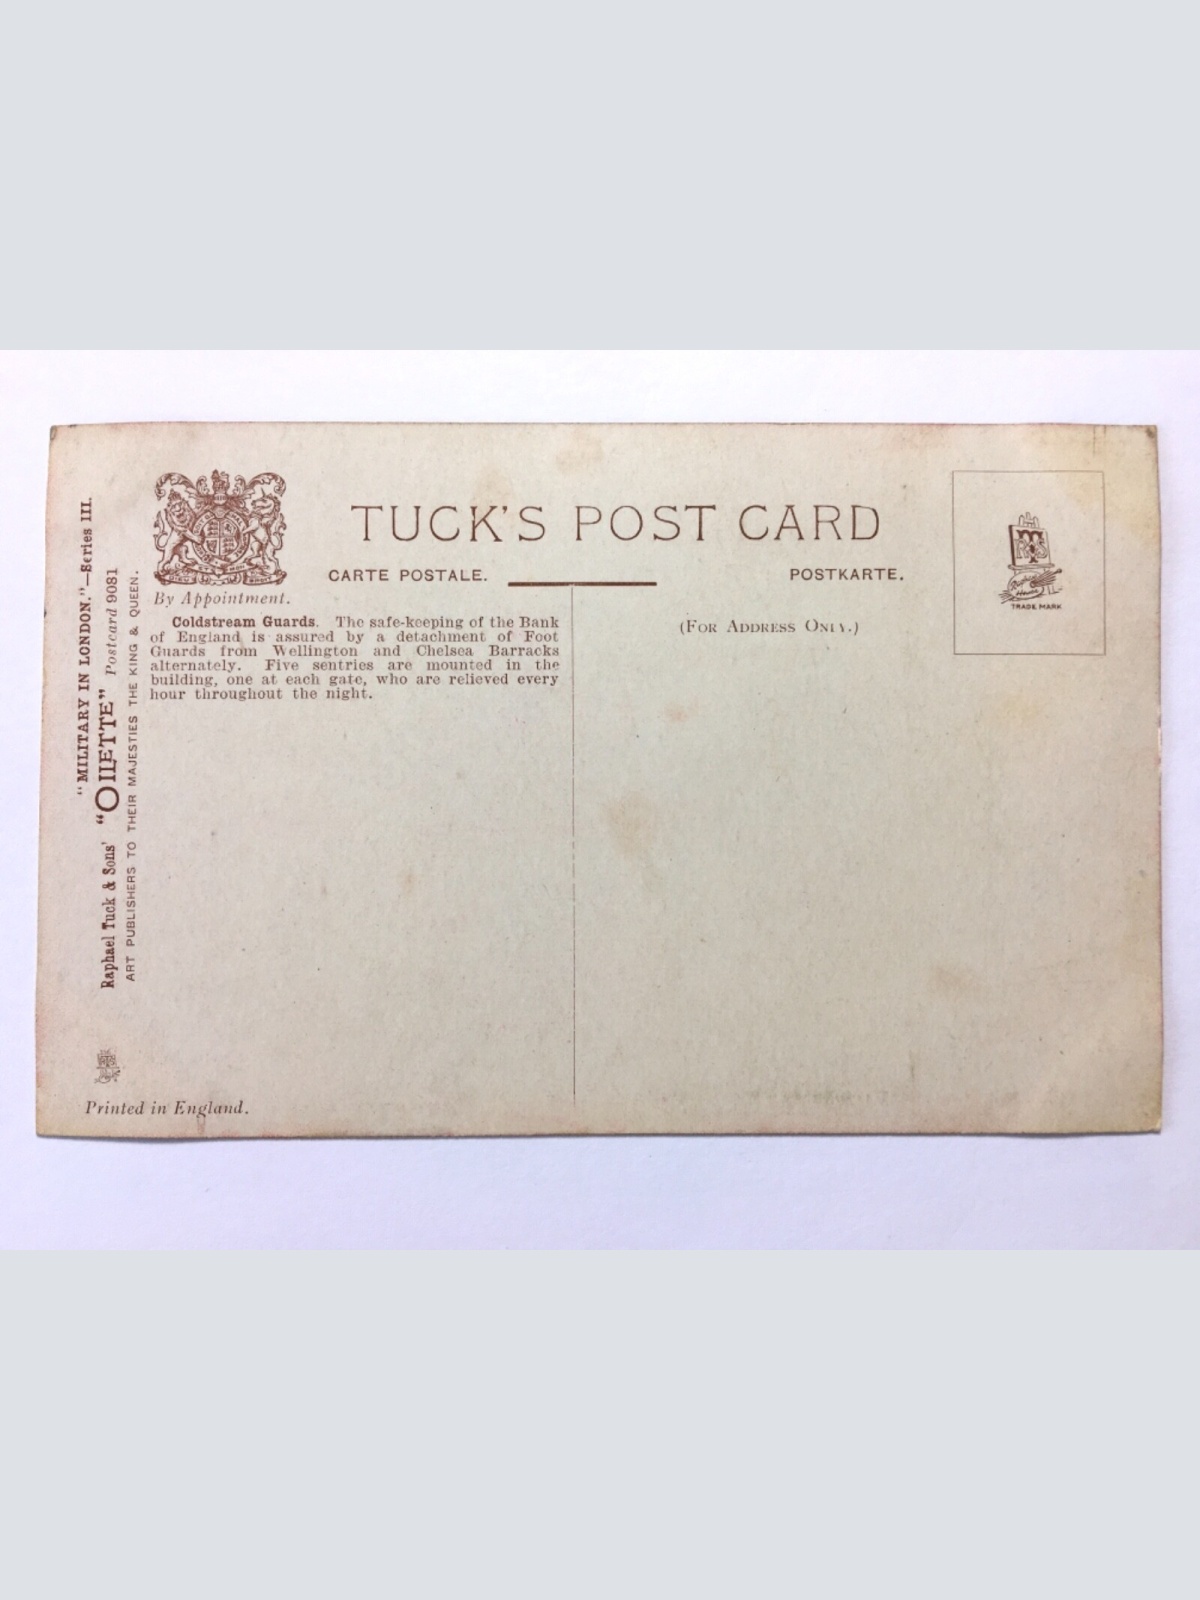 "MILITARY IN LONDON."—Series III.
Raphael Tuck & Sons' "OILETTE" Postcard 9081
ART PUBLISHERS TO THEIR MAJESTIES THE KING & QUEEN.
By Appointment.
TUCK'S POST CARD
CARTE POSTALE.
POSTKARTE.
Coldstream Guards. The safe-keeping of the Bank
of England is assured by a detachment of Foot
Guards from Wellington and Chelsea Barracks
alternately. Five sentries are mounted in the
building, one at each gate, who are relieved every
hour throughout the night.
(FOR ADDRESS ONLY.)
Raphael
House
TRADE MARK
Printed in England.